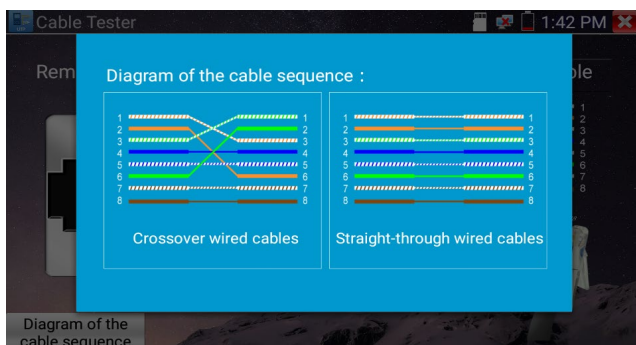 Cable Tester
1:42 PM
Rem
ble
Diagram of the cable sequence :
1 1
2 2
3 3
4 4
5 5
6 6
7 7
8 8
Crossover wired cables
1 1
2 2
3 3
4 4
5 5
6 6
7 7
8 8
Straight-through wired cables
1
2
3
4
5
6
7
8
Diagram of the
cable sequence